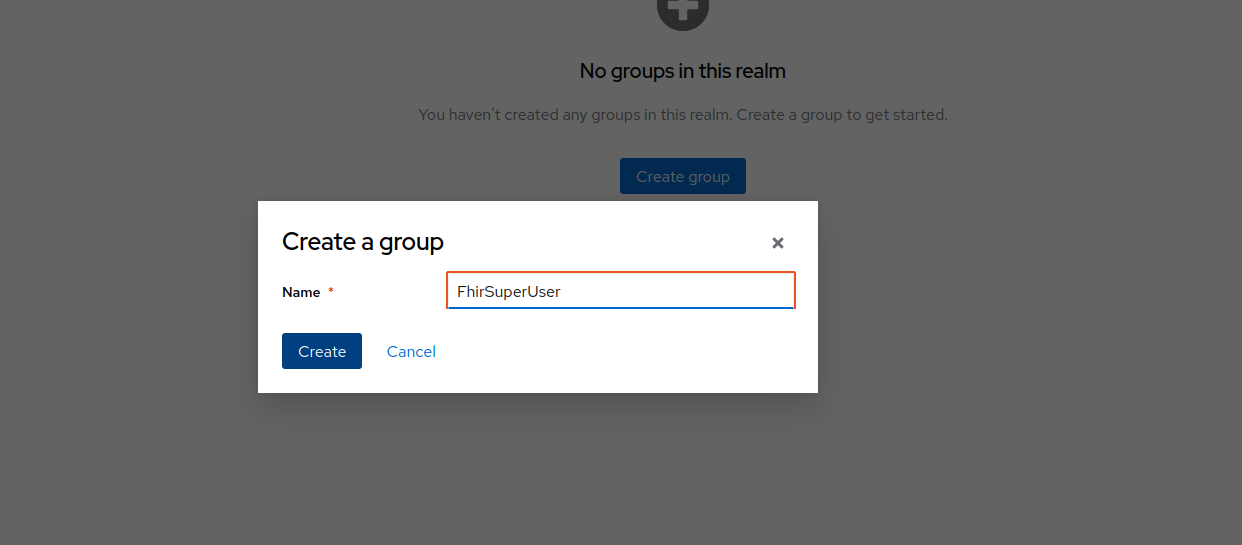 No groups in this realm
You haven't created any groups in this realm. Create a group to get started.
Create group
Create a group
Name *
FhirSuperUser
Create
Cancel